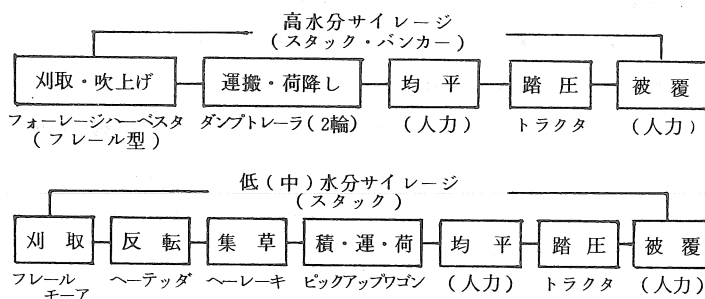 高水分サイレージ
(スタック・バンカー)
刈取・吹上げ 運搬・荷降し 均平 踏圧 被覆
フォーレージハーベスタ ダンプトレーラ(2輪) (人力) トラクタ (人力)
(フレール型)
低(中)水分サイレージ
(スタック)
刈取 反転 集草 積・運・荷 均平 踏圧 被覆
フレール ヘーテッダ ヘーレーキ ピックアップワゴン (人力) トラクタ (人力)
モーア